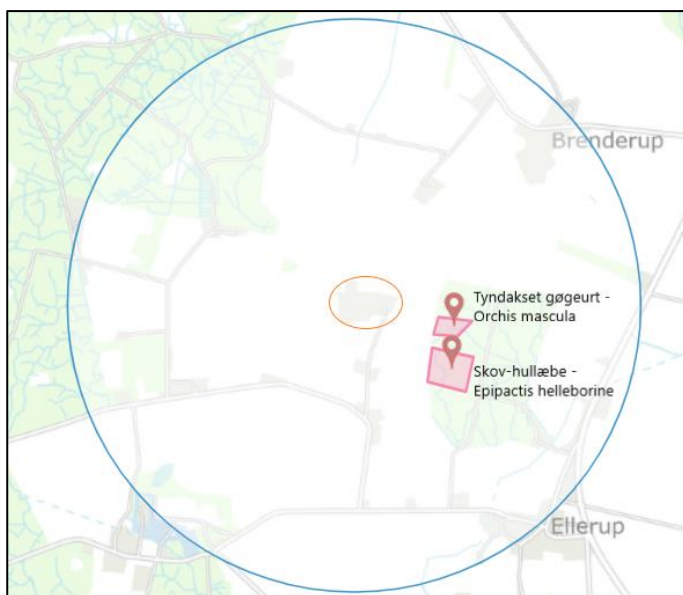 Brenderup
Tyndakset gøgeurt -
Orchis mascula
Skov-hullæbe -
Epipactis helleborine
Ellerup